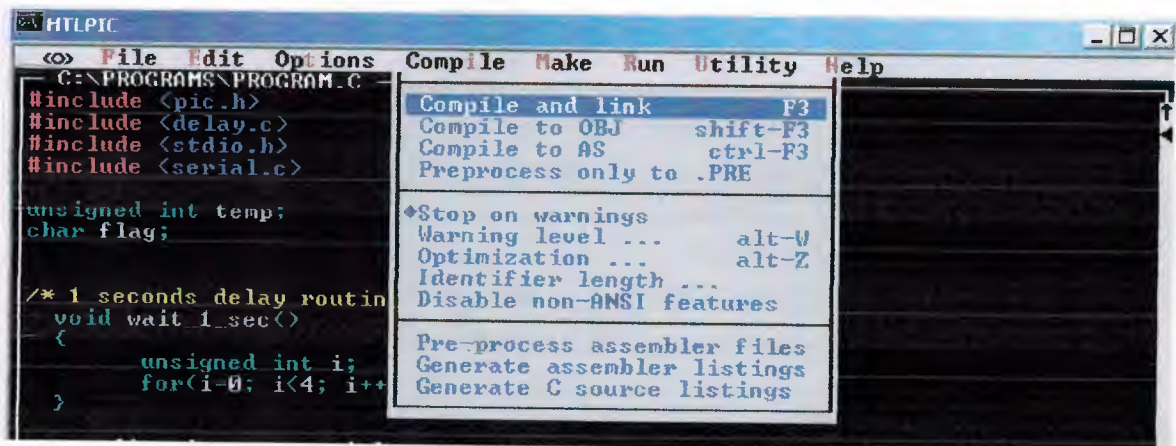 HTLPIC
<o> File Edit Options Compile Make Run Utility Help
C:\PROGRAMS\PROGRAM.C
#include <pic.h>
#include <delay.c>
#include <stdio.h>
#include <serial.c>
unsigned int temp;
char flag;
/* 1 seconds delay routin
void wait_1_sec()
{
unsigned int i;
for(i=0; i<4; i++
}
Compile and link F3
Compile to OBJ shift-F3
Compile to AS ctrl-F3
Preprocess only to .PRE
◆Stop on warnings
Warning level ... alt-W
Optimization ... alt-Z
Identifier length ...
Disable non-ANSI features
Pre-process assembler files
Generate assembler listings
Generate C source listings